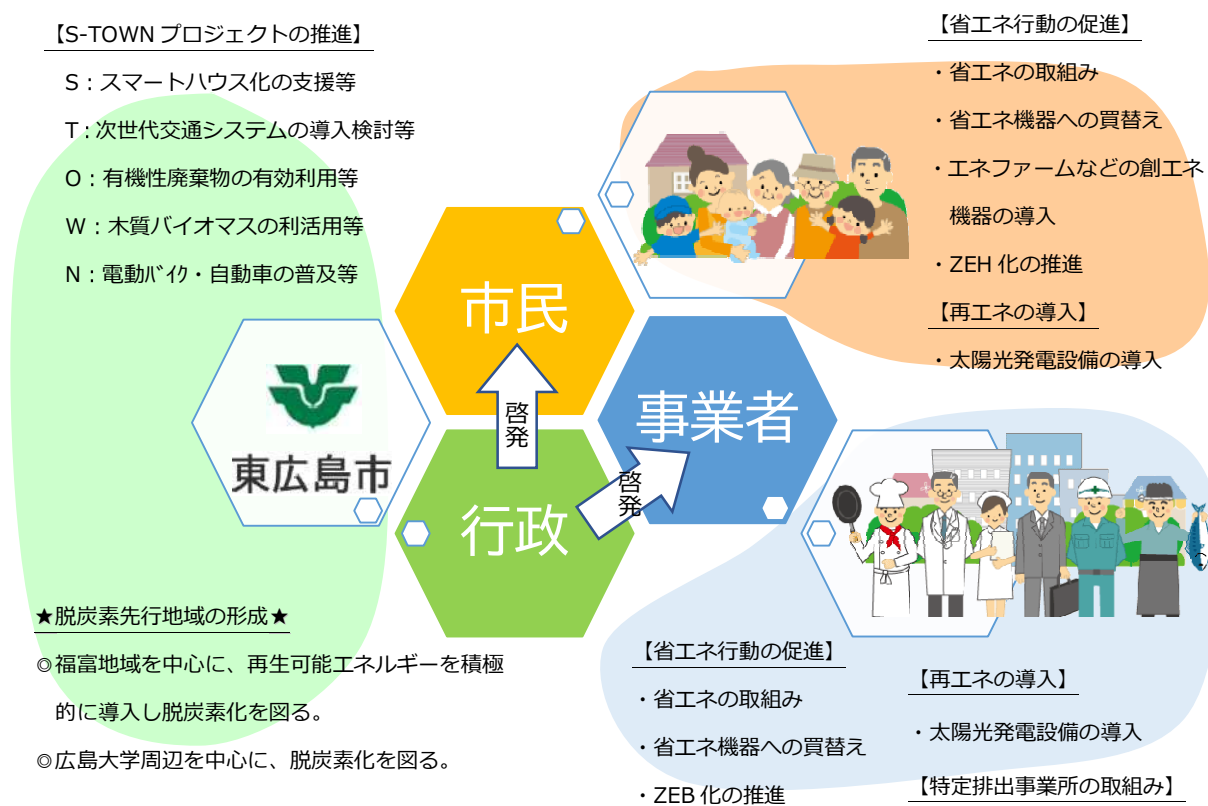 【S-TOWN プロジェクトの推進】
S：スマートハウス化の支援等
T：次世代交通システムの導入検討等
O：有機性廃棄物の有効利用等
W：木質バイオマスの利活用等
N：電動ﾊﾞｲｸ・自動車の普及等
【省エネ行動の促進】
・省エネの取組み
・省エネ機器への買替え
・エネファームなどの創エネ
機器の導入
・ZEH 化の推進
【再エネの導入】
・太陽光発電設備の導入
市民
事業者
啓発
東広島市
啓発
行政
★脱炭素先行地域の形成★
◎福富地域を中心に、再生可能エネルギーを積極
的に導入し脱炭素化を図る。
◎広島大学周辺を中心に、脱炭素化を図る。
【省エネ行動の促進】
・省エネの取組み
・省エネ機器への買替え
・ZEB 化の推進
【再エネの導入】
・太陽光発電設備の導入
【特定排出事業所の取組み】